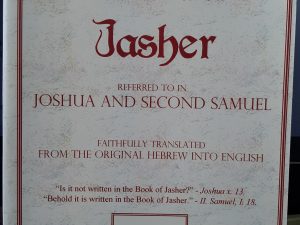 Jasher
REFERRED TO IN
JOSHUA AND SECOND SAMUEL
FAITHFULLY TRANSLATED
FROM THE ORIGINAL HEBREW INTO ENGLISH
"Is it not written in the Book of Jasher?" - Joshua x. 13.
"Behold it is written in the Book of Jasher." - II. Samuel, I. 18.